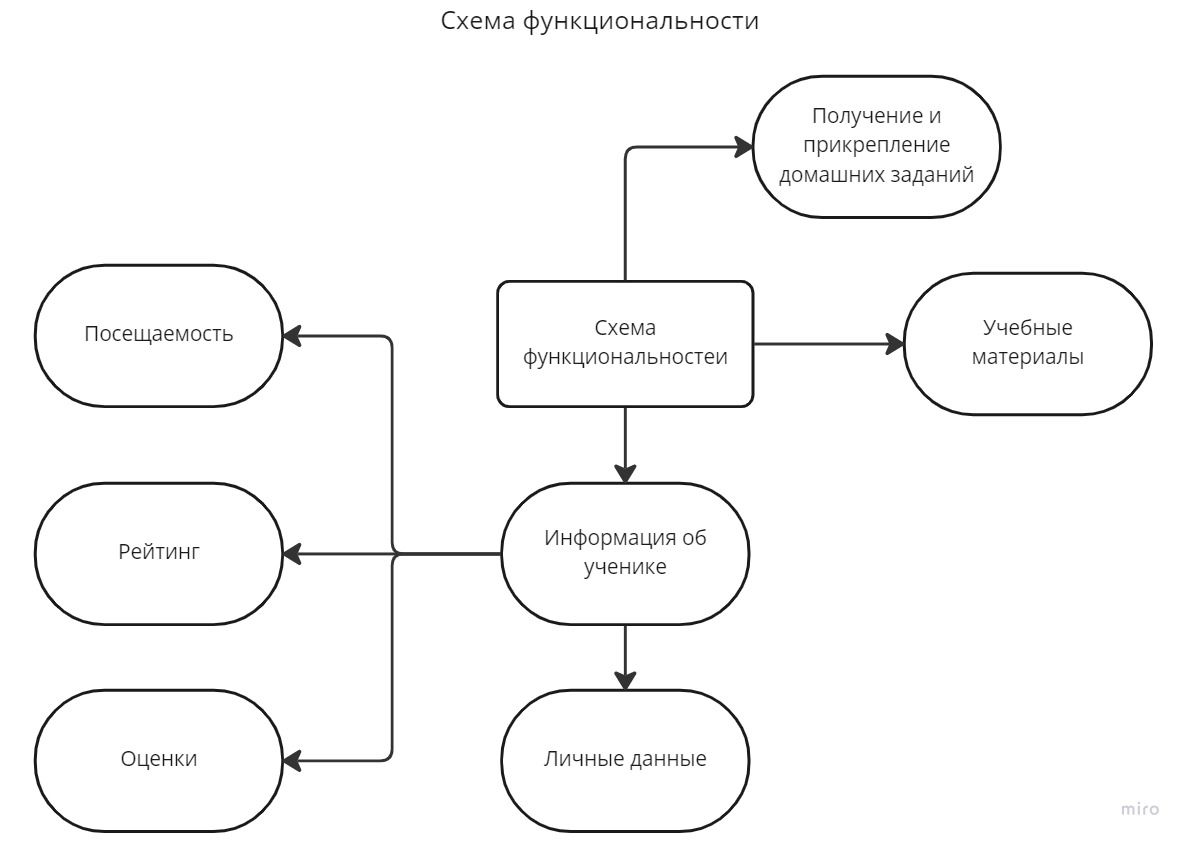 Схема функциональности
Получение и
прикрепление
домашних заданий
Посещаемость
Схема
функциональностеи
Учебные
материалы
Рейтинг
Информация об
ученике
Оценки
Личные данные
miro